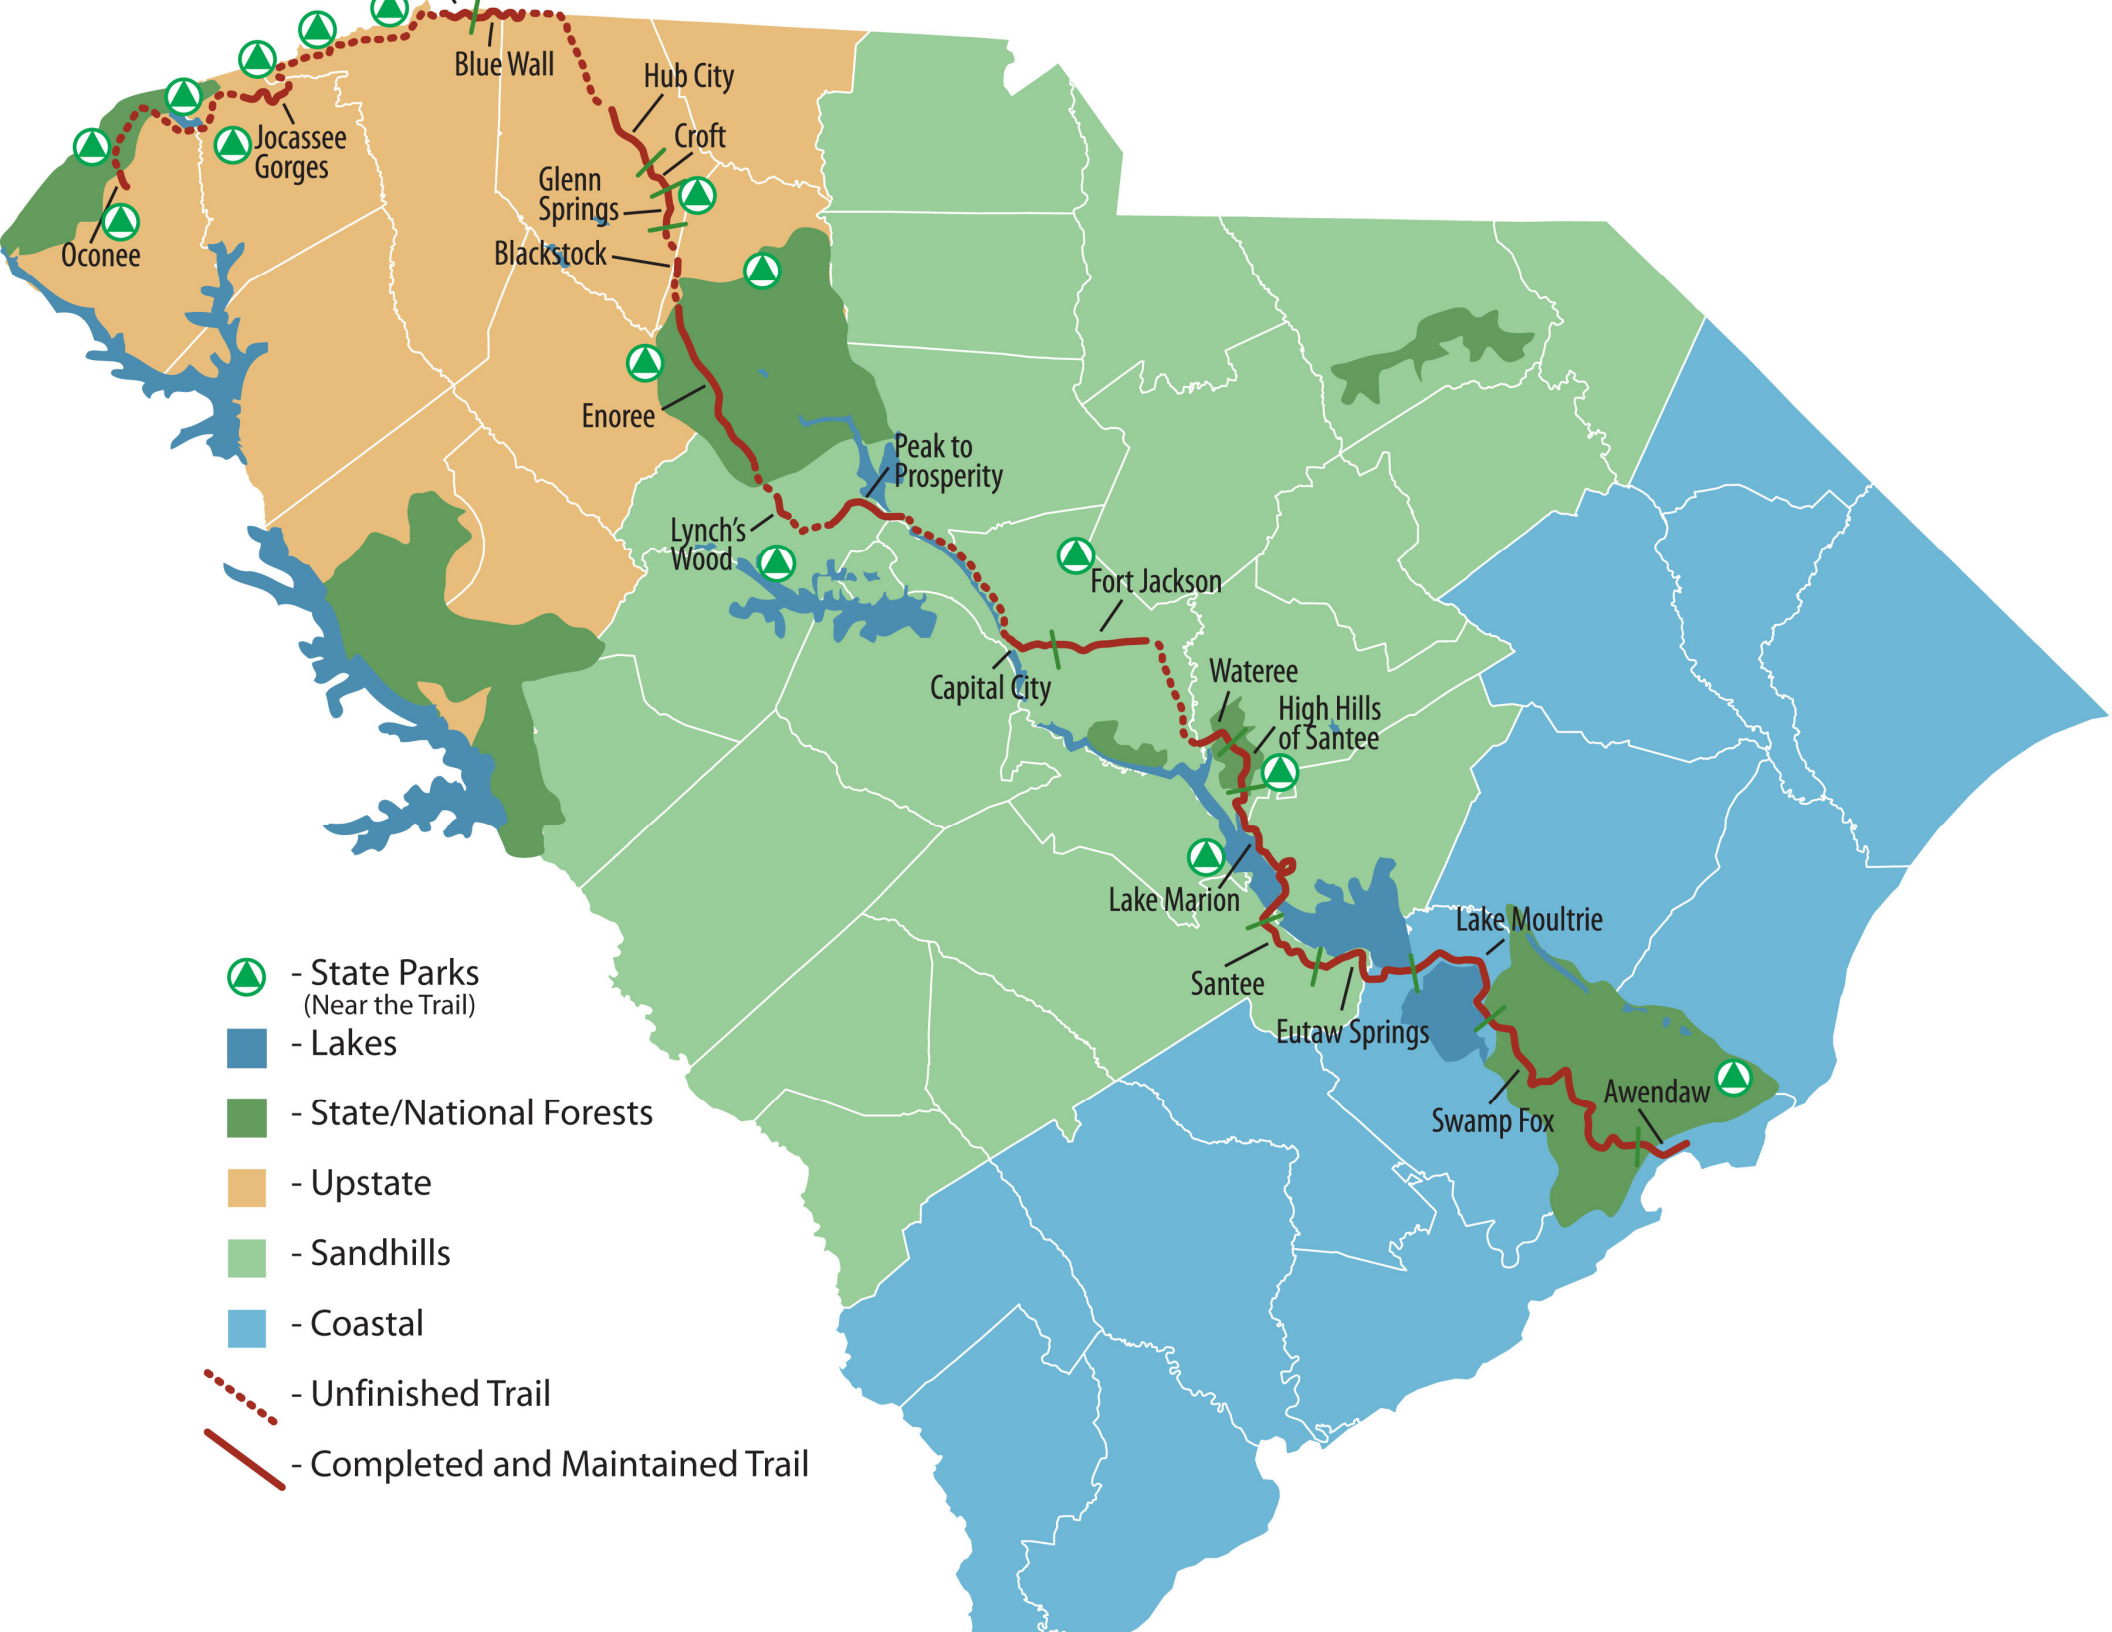 Blue Wall
Hub City
Croft
Jocassee
Gorges
Glenn
Springs
Oconee
Blackstock
Enoree
Peak to
Prosperity
Lynch's
Wood
Fort Jackson
Capital City
Wateree
High Hills
of Santee
Lake Marion
Lake Moultrie
Santee
Eutaw Springs
Awendaw
Swamp Fox
- State Parks
(Near the Trail)
- Lakes
- State/National Forests
- Upstate
- Sandhills
- Coastal
- Unfinished Trail
- Completed and Maintained Trail